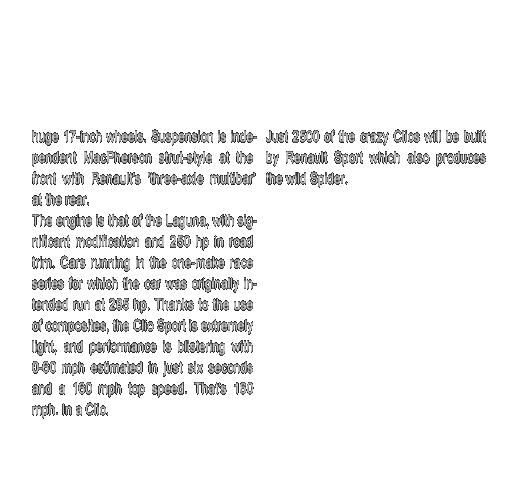 huge 17-inch wheels. Suspension is inde-
pendent MacPherson strut-style at the
front with Renault's 'three-axle multibar'
at the rear.
The engine is that of the Laguna, with sig-
nificant modification and 250 hp in road
trim. Cars running in the one-make race
series for which the car was originally in-
tended run at 285 hp. Thanks to the use
of composites, the Clio Sport is extremely
light, and performance is blistering with
0-60 mph estimated in just six seconds
and a 160 mph top speed. That's 160
mph. In a Clio.
Just 2500 of the crazy Clios will be built
by Renault Sport which also produces
the wild Spider.